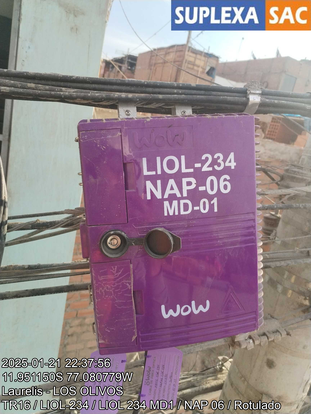 SUPLEXA SAC
WOW
LIOL-234
NAP-06
MD-01
WOW
2025-01-21 22:37:56
11.951150S 77.080779W
Laurelis - LOS OLIVOS
TR16 / LIOL-234 / LIOL 234 MD1 / NAP 06 / Rotulado